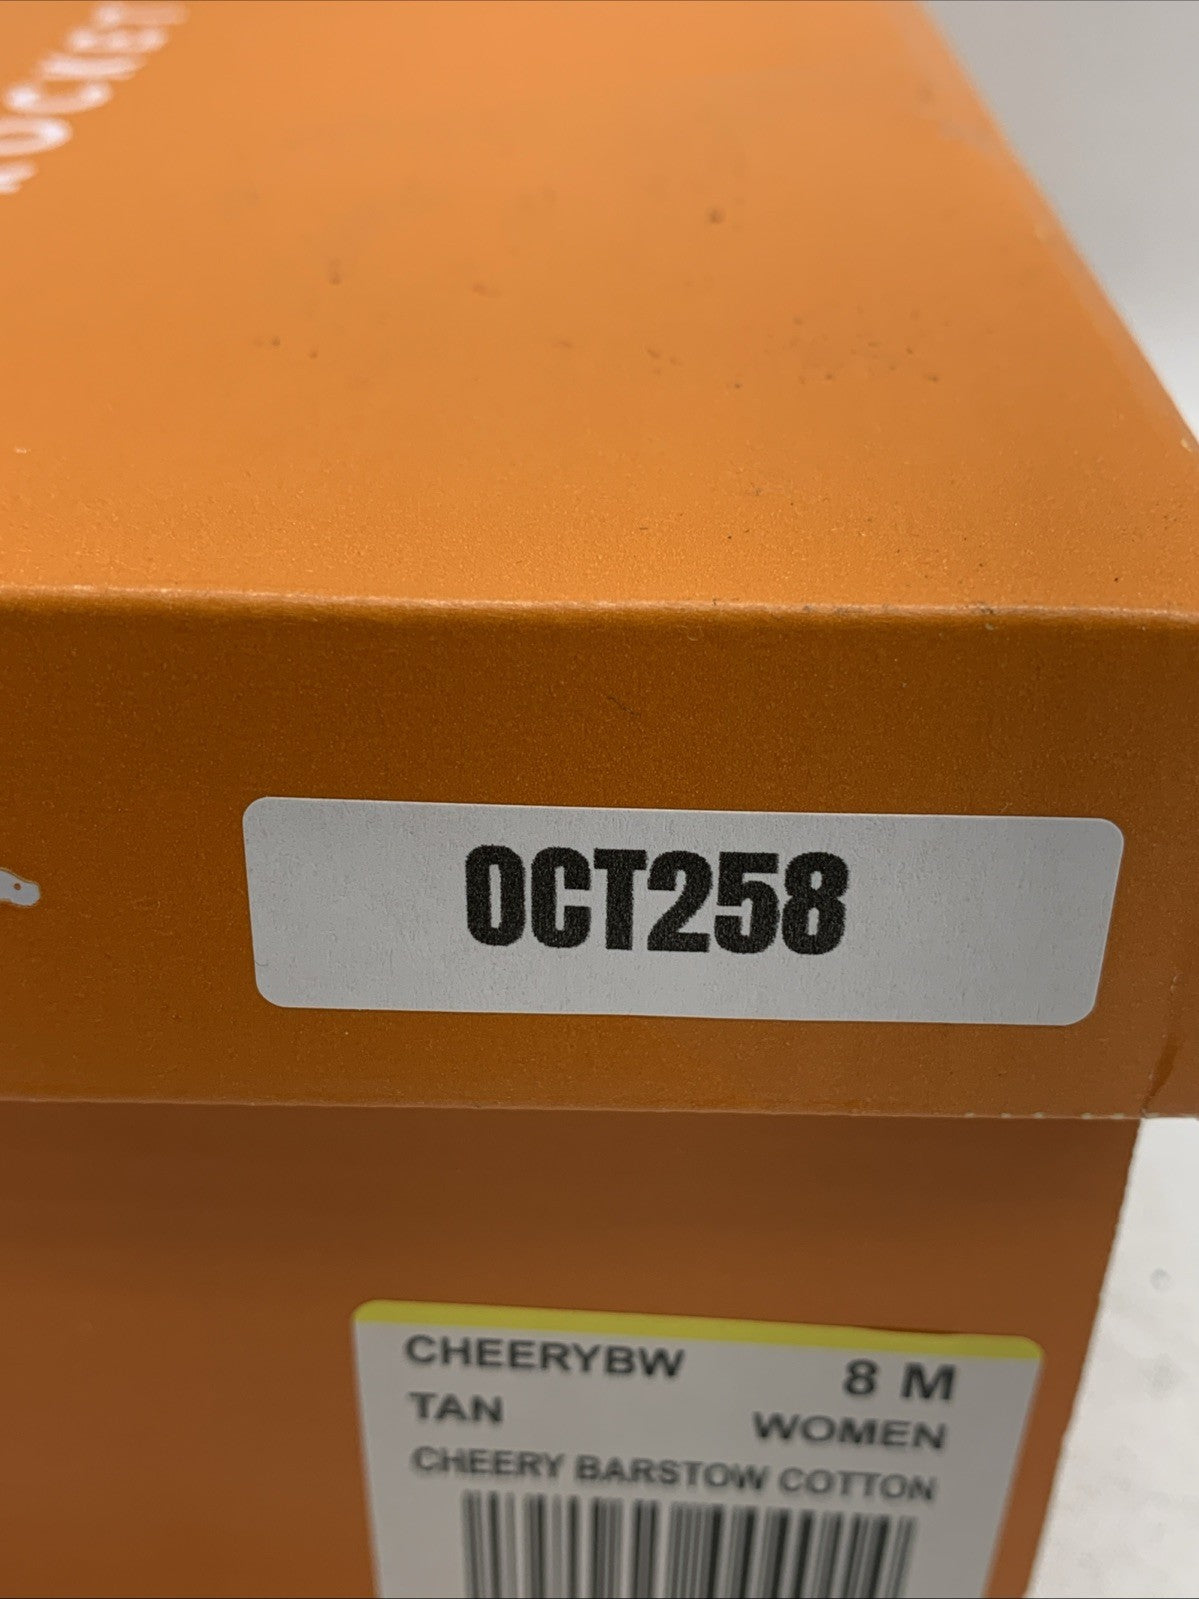 OCT258
CHEERYBW 8 M
TAN WOMEN
CHEERY BARSTOW COTTON